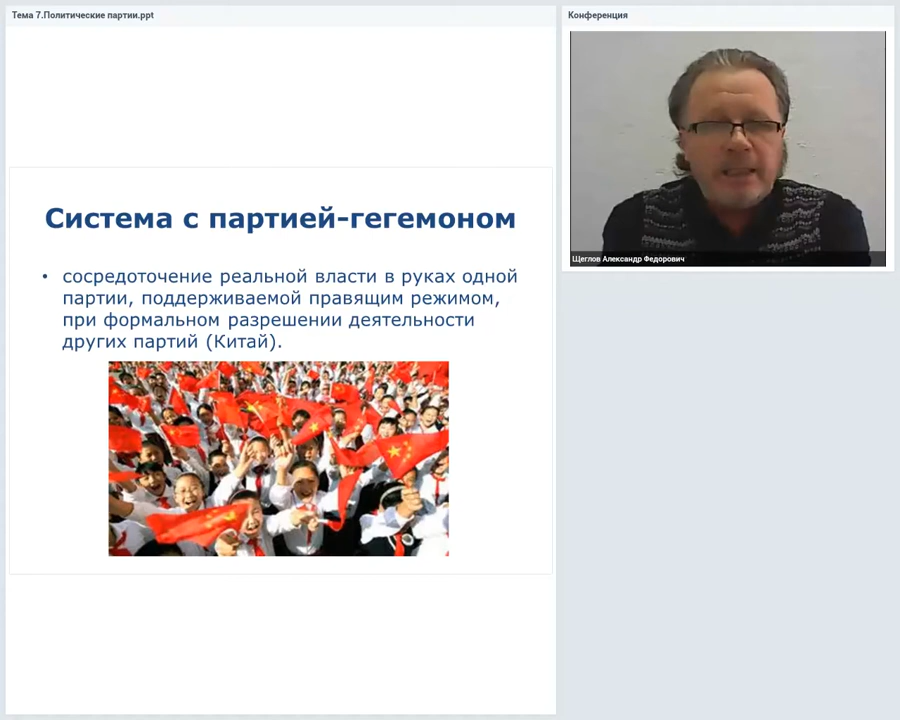 Тема 7.Политические партии.ppt
Конференция
Щеглов Александр Федорович
Система с партией-гегемоном
• сосредоточение реальной власти в руках одной
партии, поддерживаемой правящим режимом,
при формальном разрешении деятельности
других партий (Китай).